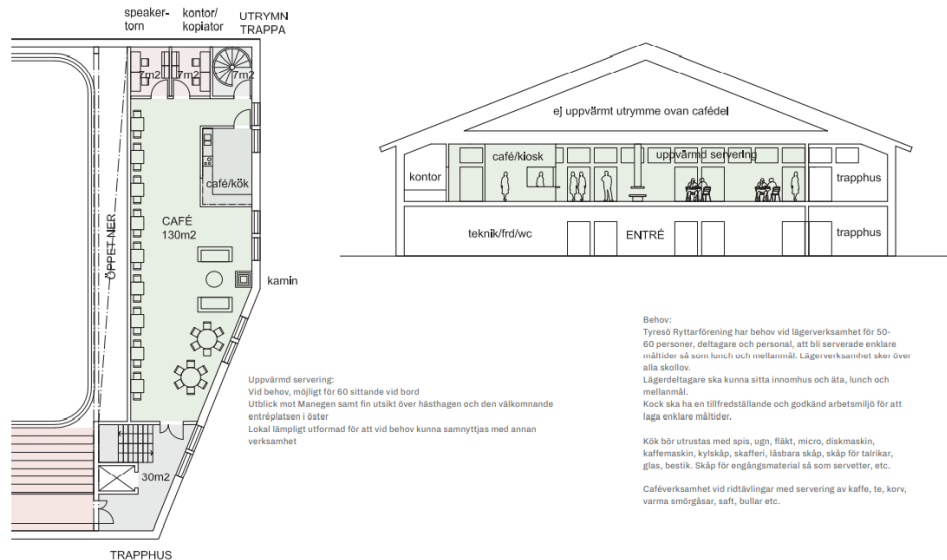 speaker-
torn
kontor/
kopiator
UTRYMN
TRAPPA
7m2
7m2
7m2
café/kök
CAFÉ
130m2
ÖPPET NER
kamin
30m2
TRAPPHUS
ej uppvärmt utrymme ovan cafédel
café/kiosk
uppvärmd servering
kontor
trapphus
teknik/frd/wc
ENTRÉ
trapphus
Uppvärmd servering:
Vid behov, möjligt för 60 sittande vid bord
Utblick mot Manegen samt fin utsikt över hästhagen och den välkomnande
entréplatsen i öster
Lokal lämpligt utformad för att vid behov kunna samnyttjas med annan
verksamhet
Behov:
Tyresö Ryttarförening har behov vid lägerverksamhet för 50-
60 personer, deltagare och personal, att bli serverade enklare
måltider så som lunch och mellanmål. Lägerverksamhet sker över
alla skollov.
Lägerdeltagare ska kunna sitta innomhus och äta, lunch och
mellanmål.
Kock ska ha en tillfredställande och godkänd arbetsmiljö för att
laga enklare måltider.
Kök bör utrustas med spis, ugn, fläkt, micro, diskmaskin,
kaffemaskin, kylskåp, skafferi, låsbara skåp, skåp för talrikar,
glas, bestik. Skåp för engångsmaterial så som servetter, etc.
Caféverksamhet vid ridtävlingar med servering av kaffe, te, korv,
varma smörgåsar, saft, bullar etc.